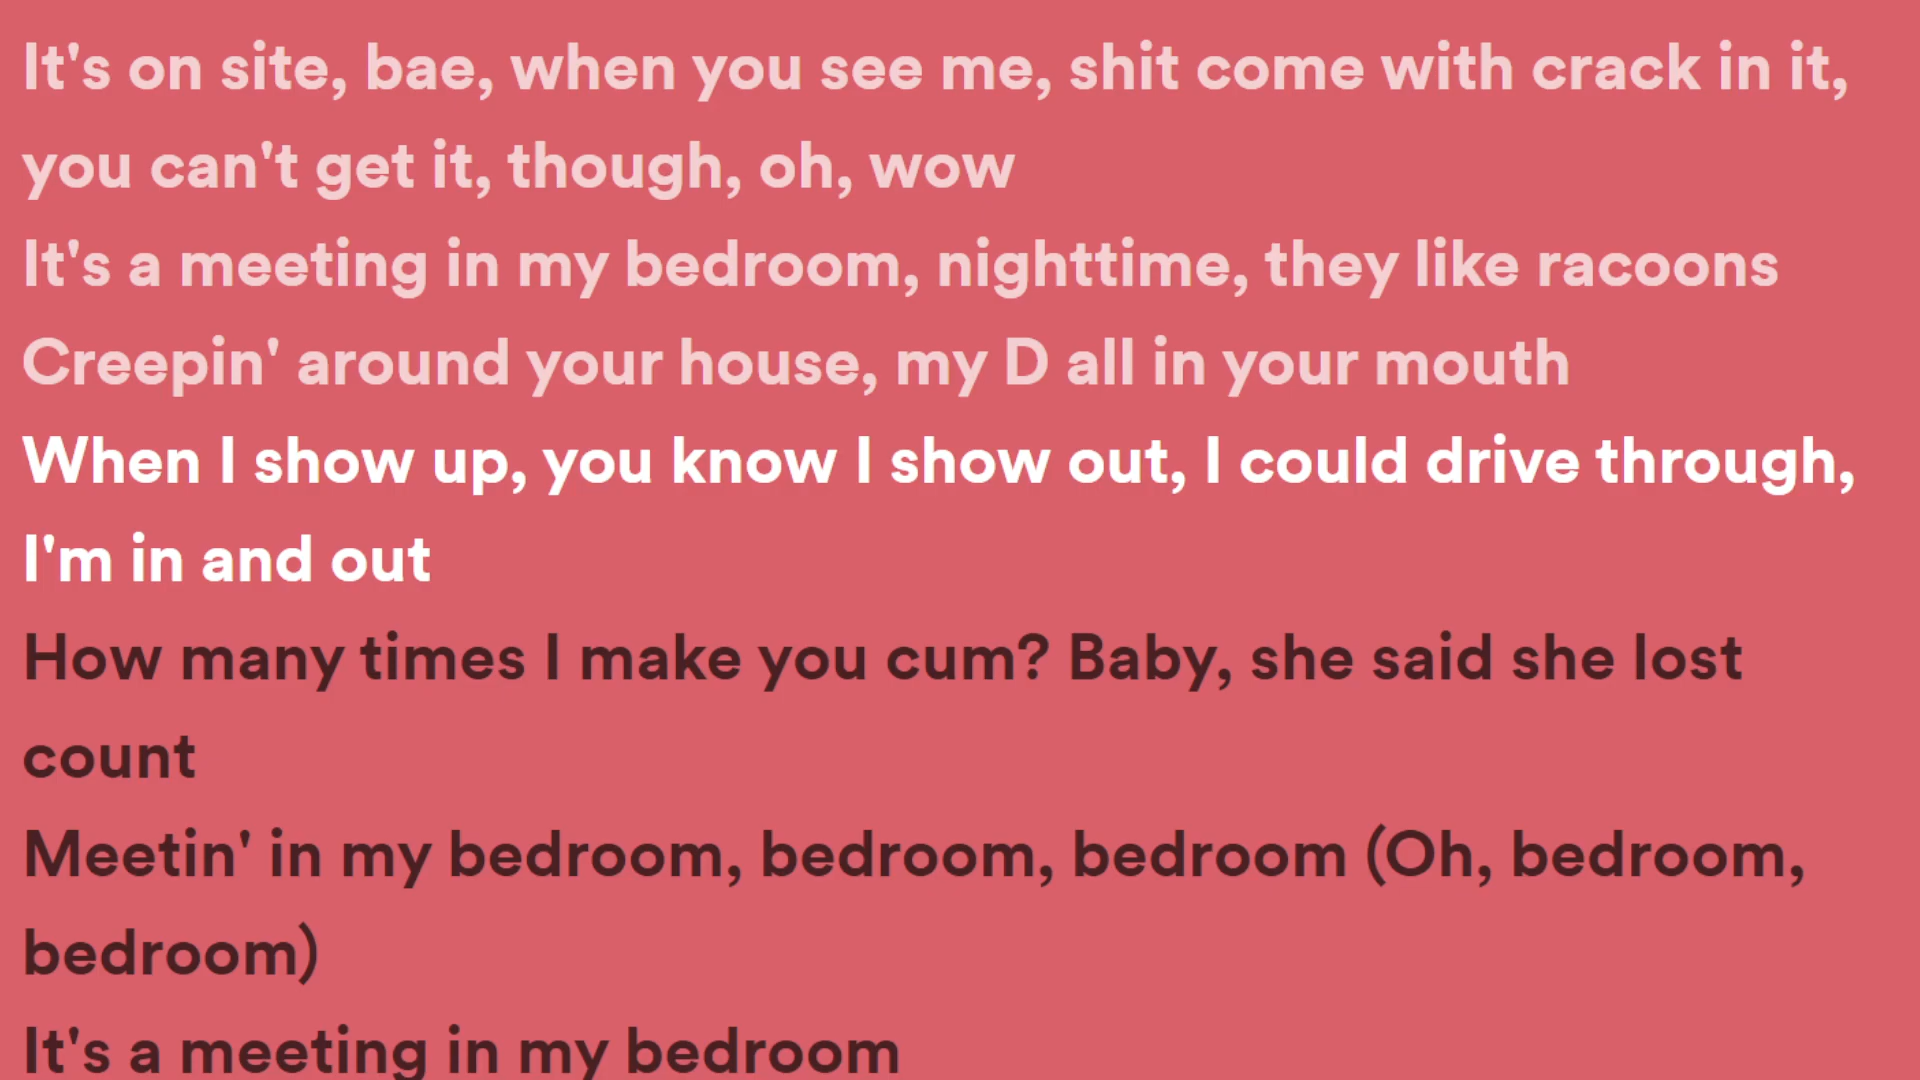 It's on site, bae, when you see me, shit come with crack in it,
you can't get it, though, oh, wow
It's a meeting in my bedroom, nighttime, they like racoons
Creepin' around your house, my D all in your mouth
When I show up, you know I show out, I could drive through,
I'm in and out
How many times I make you cum? Baby, she said she lost
count
Meetin' in my bedroom, bedroom, bedroom (Oh, bedroom,
bedroom)
It's a meeting in my bedroom